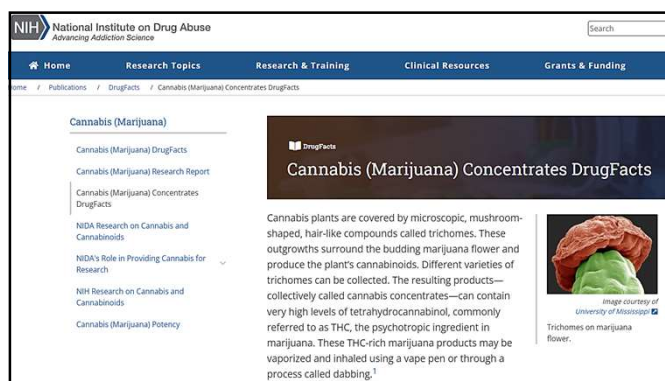 NIH National Institute on Drug Abuse
Advancing Addiction Science
Search
Home Research Topics Research & Training Clinical Resources Grants & Funding
ome / Publications / DrugFacts / Cannabis (Marijuana) Concentrates DrugFacts
Cannabis (Marijuana)
Cannabis (Marijuana) DrugFacts
Cannabis (Marijuana) Research Report
Cannabis (Marijuana) Concentrates
DrugFacts
NIDA Research on Cannabis and
Cannabinoids
NIDA's Role in Providing Cannabis for
Research
NIH Research on Cannabis and
Cannabinoids
Cannabis (Marijuana) Potency
DrugFacts
Cannabis (Marijuana) Concentrates DrugFacts
Cannabis plants are covered by microscopic, mushroom-
shaped, hair-like compounds called trichomes. These
outgrowths surround the budding marijuana flower and
produce the plant's cannabinoids. Different varieties of
trichomes can be collected. The resulting products—
collectively called cannabis concentrates—can contain
very high levels of tetrahydrocannabinol, commonly
referred to as THC, the psychotropic ingredient in
marijuana. These THC-rich marijuana products may be
vaporized and inhaled using a vape pen or through a
process called dabbing.1
Image courtesy of
University of Mississippi
Trichomes on marijuana
flower.